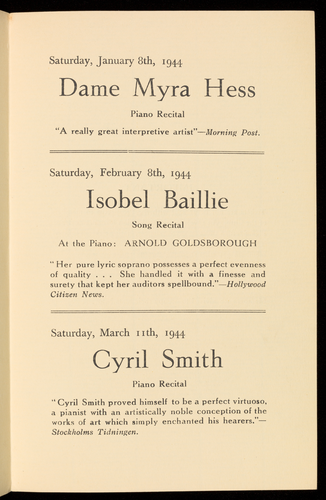 Saturday, January 8th, 1944
Dame Myra Hess
Piano Recital
"A really great interpretive artist"—Morning Post.
Saturday, February 8th, 1944
Isobel Baillie
Song Recital
At the Piano: ARNOLD GOLDSBOROUGH
"Her pure lyric soprano possesses a perfect evenness
of quality . . . She handled it with a finesse and
surety that kept her auditors spellbound."—Hollywood
Citizen News.
Saturday, March 11th, 1944
Cyril Smith
Piano Recital
"Cyril Smith proved himself to be a perfect virtuoso,
a pianist with an artistically noble conception of the
works of art which simply enchanted his hearers."—
Stockholms Tidningen.